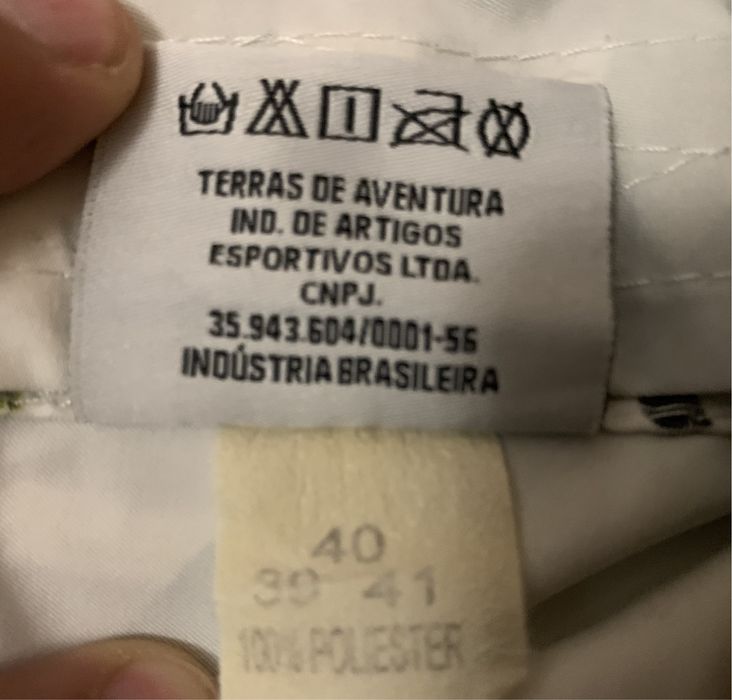 TERRAS DE AVENTURA
IND. DE ARTIGOS
ESPORTIVOS LTDA.
CNPJ.
35.943.604/0001-56
INDÚSTRIA BRASILEIRA
40
39 41
100% POLIESTER